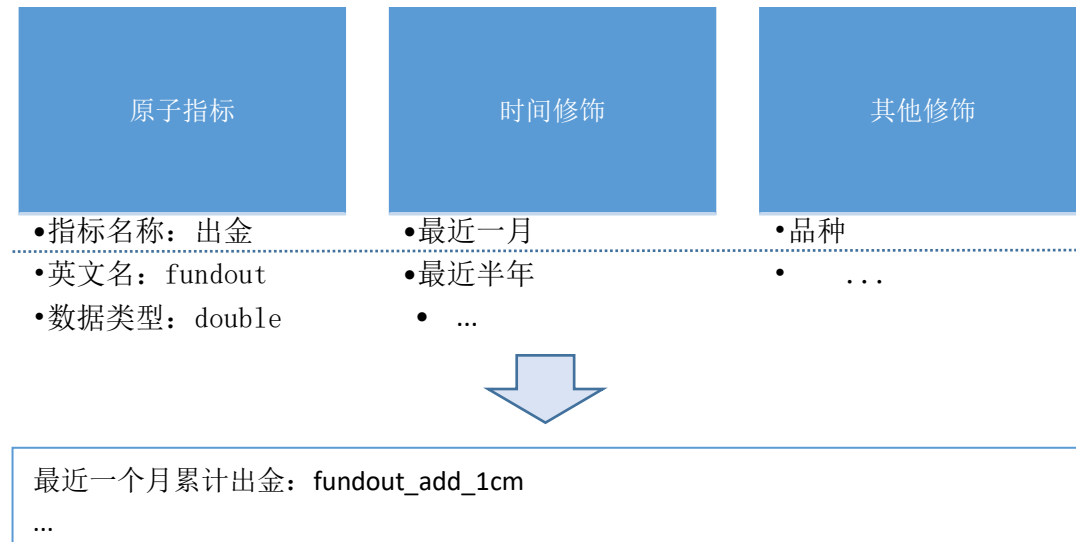 原子指标
时间修饰
其他修饰
•指标名称：出金
•英文名：fundout
•数据类型：double
•最近一月
•最近半年
• ...
•品种
• ...
最近一个月累计出金：fundout_add_1cm
...